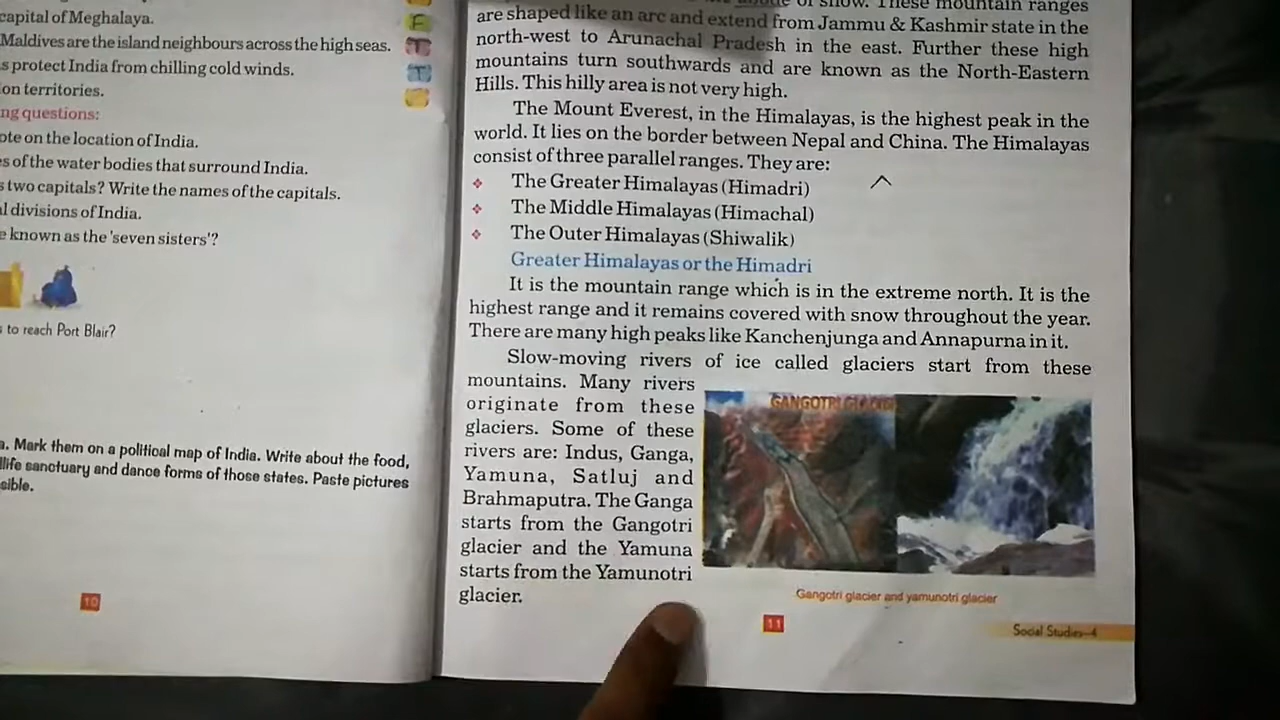 capital of Meghalaya.
F
Maldives are the island neighbours across the high seas.
T
s protect India from chilling cold winds.
T
on territories.
ng questions:
ote on the location of India.
s of the water bodies that surround India.
s two capitals? Write the names of the capitals.
l divisions of India.
e known as the 'seven sisters'?
s to reach Port Blair?
a. Mark them on a political map of India. Write about the food,
llife sanctuary and dance forms of those states. Paste pictures
sible.
10
of snow. These mountain ranges
are shaped like an arc and extend from Jammu & Kashmir state in the
north-west to Arunachal Pradesh in the east. Further these high
mountains turn southwards and are known as the North-Eastern
Hills. This hilly area is not very high.
The Mount Everest, in the Himalayas, is the highest peak in the
world. It lies on the border between Nepal and China. The Himalayas
consist of three parallel ranges. They are:
❖ The Greater Himalayas (Himadri)
❖ The Middle Himalayas (Himachal)
❖ The Outer Himalayas (Shiwalik)
Greater Himalayas or the Himadri
It is the mountain range which is in the extreme north. It is the
highest range and it remains covered with snow throughout the year.
There are many high peaks like Kanchenjunga and Annapurna in it.
Slow-moving rivers of ice called glaciers start from these
mountains. Many rivers
originate from these
glaciers. Some of these
rivers are: Indus, Ganga,
Yamuna, Satluj and
Brahmaputra. The Ganga
starts from the Gangotri
glacier and the Yamuna
starts from the Yamunotri
glacier.
GANGOTRI GLACIER
Gangotri glacier and yamunotri glacier
11
Social Studies-4